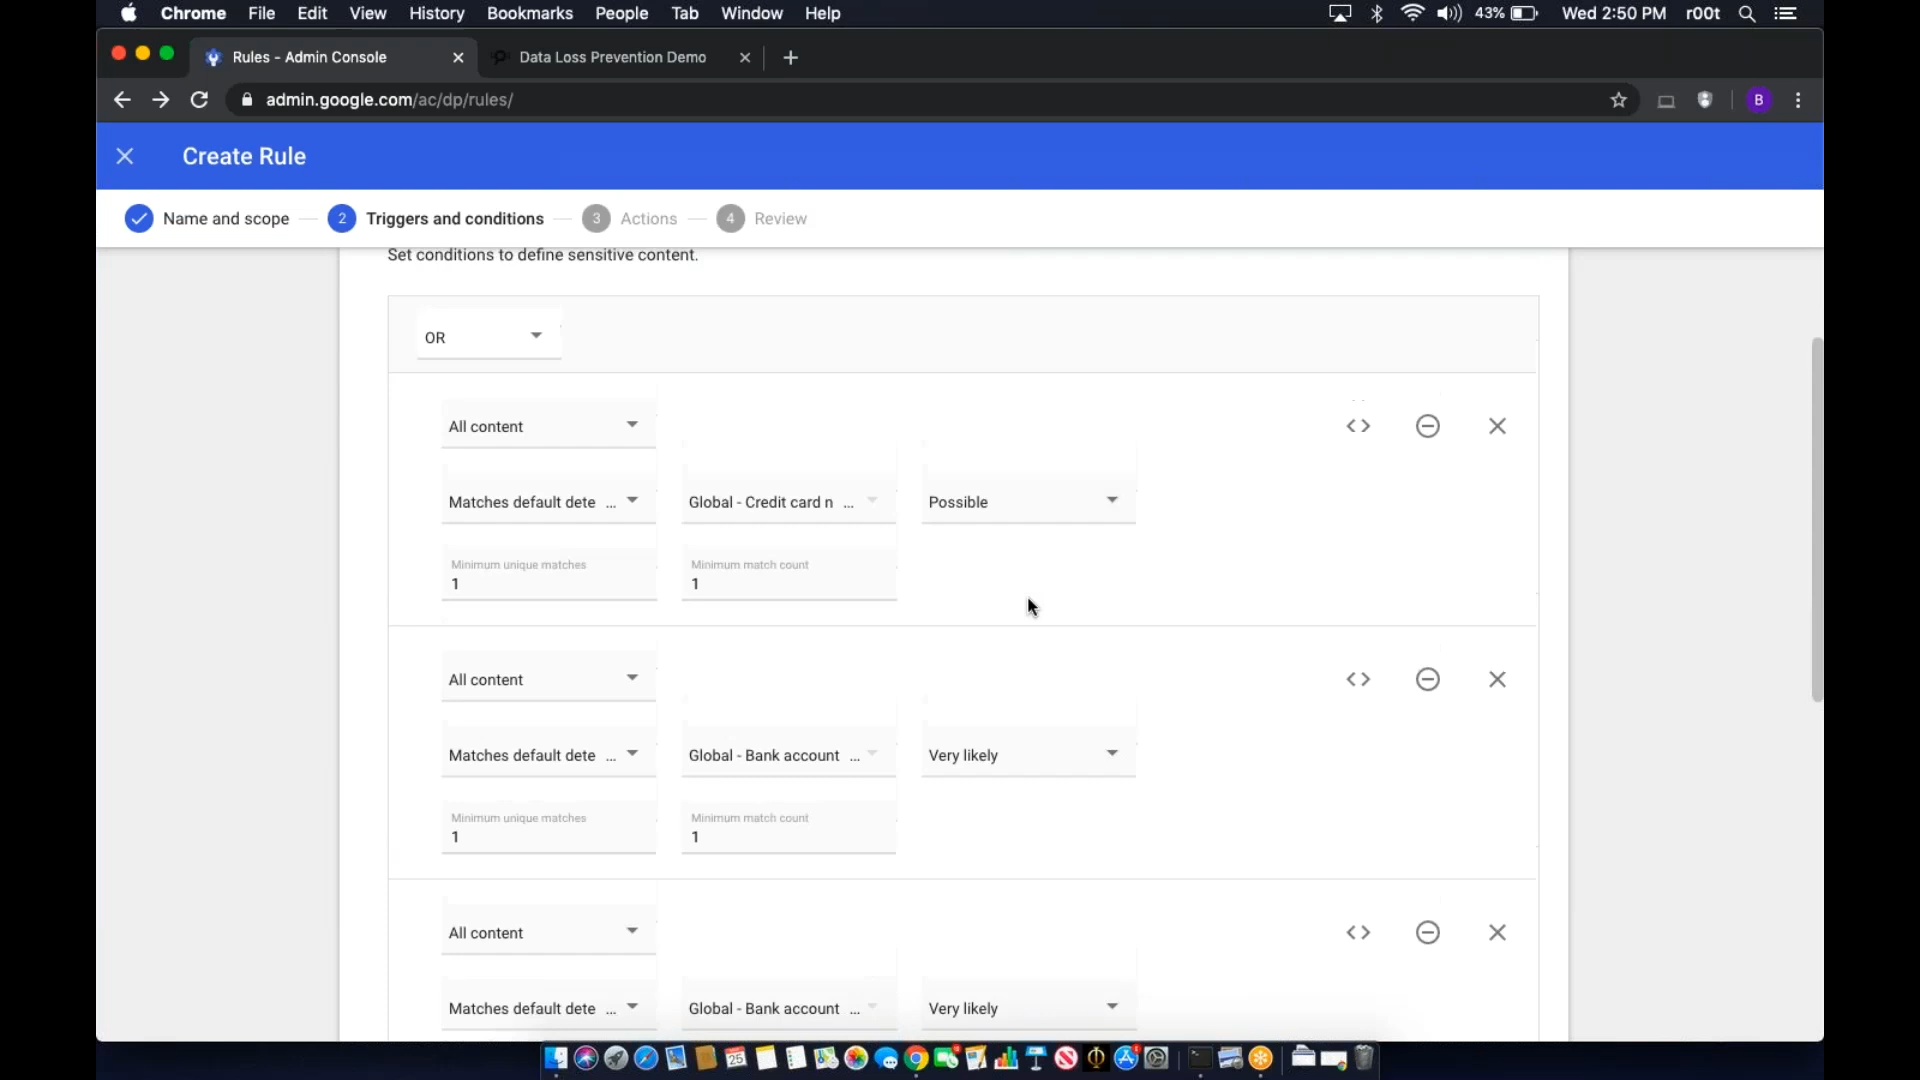 Chrome File Edit View History Bookmarks People Tab Window Help 43% Wed 2:50 PM r00t
Rules - Admin Console Data Loss Prevention Demo
admin.google.com/ac/dp/rules/ B
Create Rule
Name and scope 2 Triggers and conditions 3 Actions 4 Review
Set conditions to define sensitive content.
OR
All content
Matches default dete ... Global - Credit card n ... Possible
Minimum unique matches Minimum match count
1 1
All content
Matches default dete ... Global - Bank account ... Very likely
Minimum unique matches Minimum match count
1 1
All content
Matches default dete ... Global - Bank account ... Very likely
25